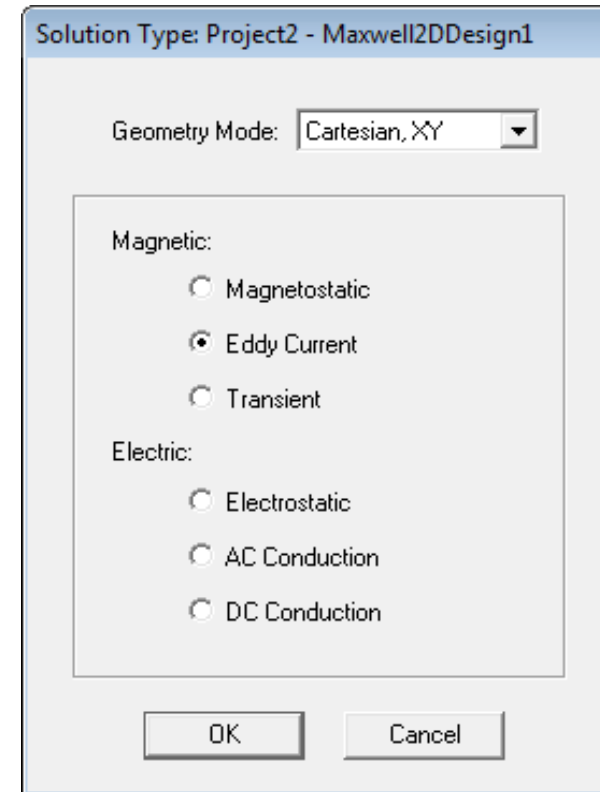 Solution Type: Project2 - Maxwell2DDesign1
Geometry Mode: Cartesian, XY
Magnetic:
Magnetostatic
Eddy Current
Transient
Electric:
Electrostatic
AC Conduction
DC Conduction
OK Cancel